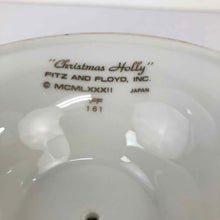 "Christmas Holly"
FITZ AND FLOYD, INC.
© MCMLXXXII JAPAN
FF
161